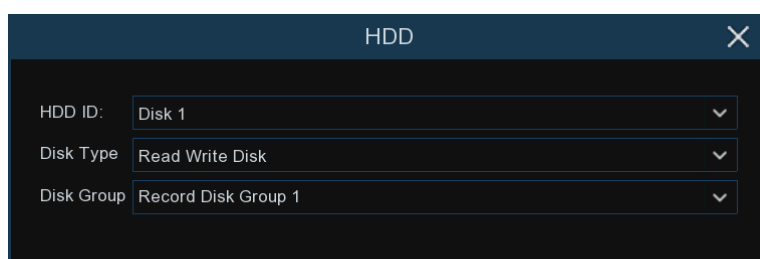 HDD
HDD ID: Disk 1
Disk Type Read Write Disk
Disk Group Record Disk Group 1